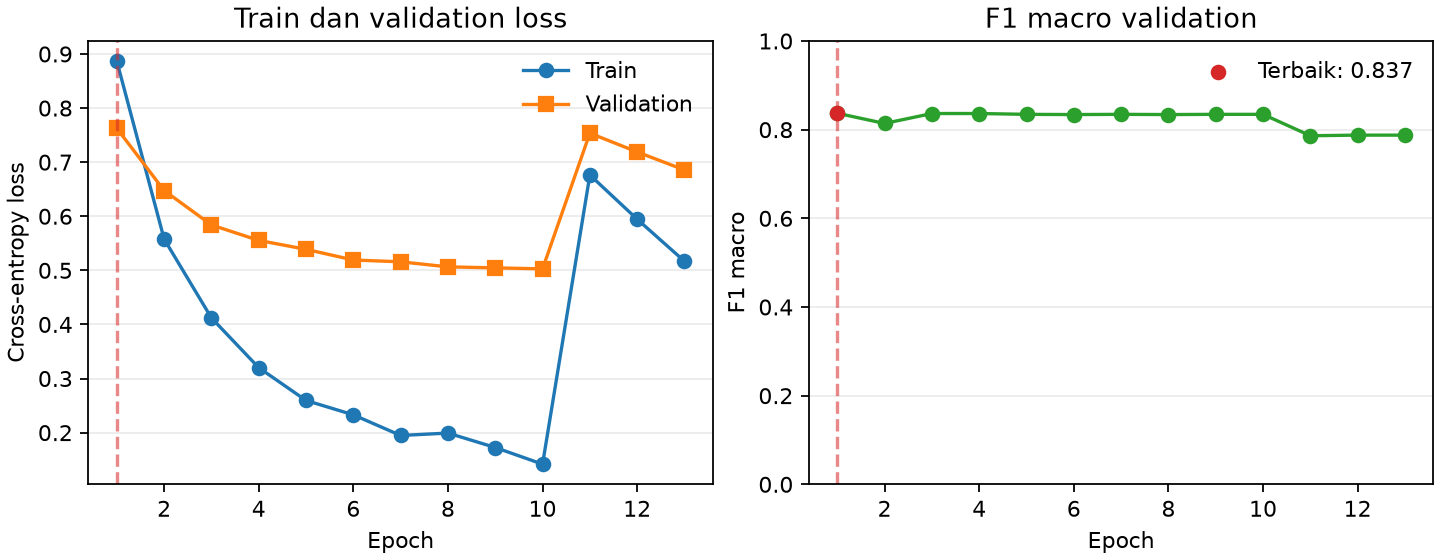 Train dan validation loss
Train
Validation
Cross-entropy loss
0.9
0.8
0.7
0.6
0.5
0.4
0.3
0.2
2 4 6 8 10 12
Epoch
F1 macro validation
Terbaik: 0.837
F1 macro
1.0
0.8
0.6
0.4
0.2
0.0
2 4 6 8 10 12
Epoch